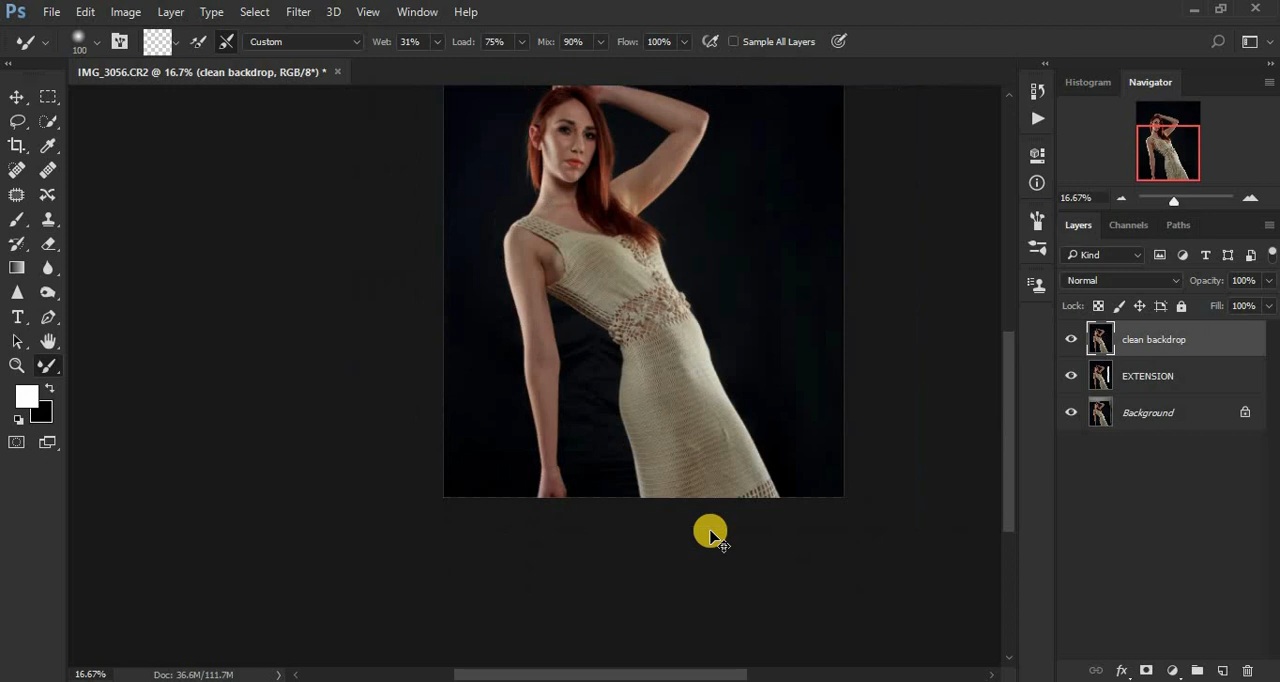 Ps File Edit Image Layer Type Select Filter 3D View Window Help
100 Custom Wet: 31% Load: 75% Mix: 90% Flow: 100% Sample All Layers
IMG_3056.CR2 @ 16.7% (clean backdrop, RGB/8*) * ×
Histogram Navigator
16.67%
Layers Channels Paths
Kind
Normal Opacity: 100%
Lock: Fill: 100%
clean backdrop
EXTENSION
Background
16.67% Doc: 36.6M/111.7M